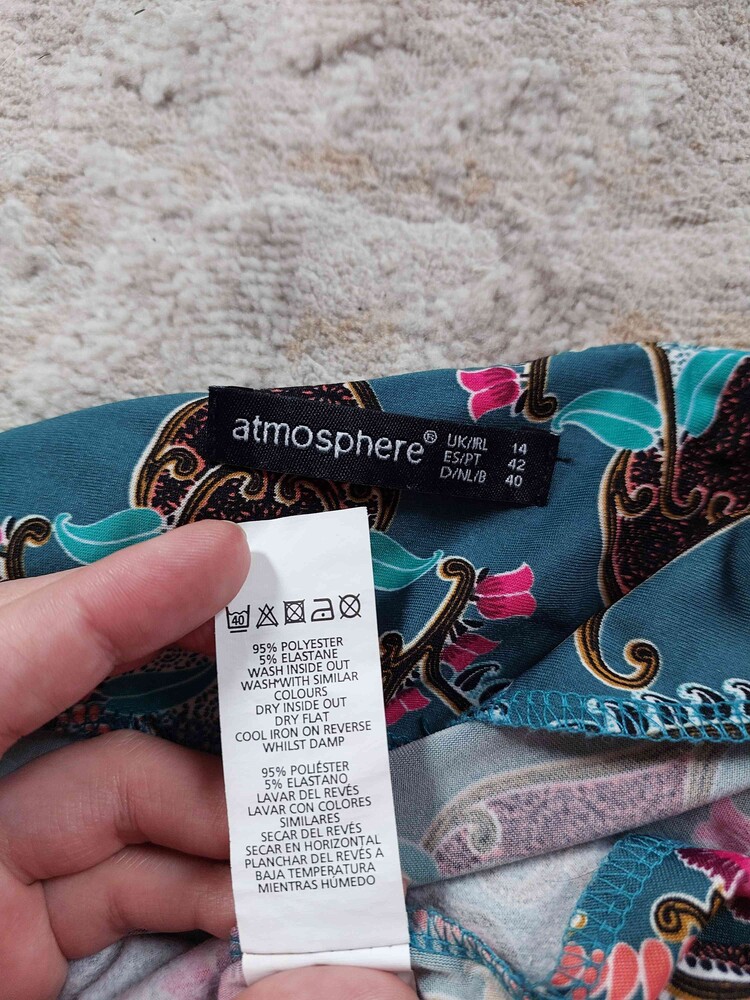 atmosphere®
UK/IRL 14
ES/PT 42
D/NL/B 40
40
95% POLYESTER
5% ELASTANE
WASH INSIDE OUT
WASH WITH SIMILAR
COLOURS
DRY INSIDE OUT
DRY FLAT
COOL IRON ON REVERSE
WHILST DAMP
95% POLIÉSTER
5% ELASTANO
LAVAR DEL REVÉS
LAVAR CON COLORES
SIMILARES
SECAR DEL REVÉS
SECAR EN HORIZONTAL
PLANCHAR DEL REVÉS A
BAJA TEMPERATURA
MIENTRAS HÚMEDO